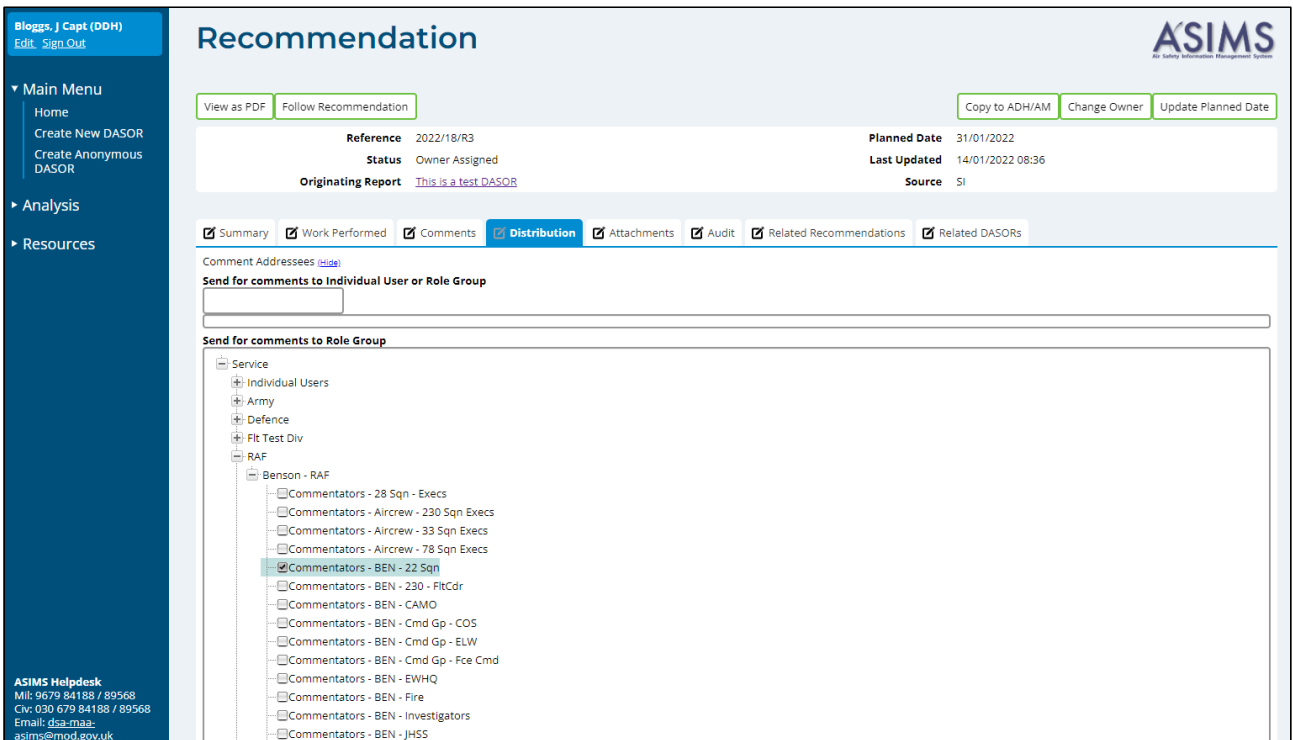 Bloggs, J Capt (DDH)
Edit Sign Out
Main Menu
Home
Create New DASOR
Create Anonymous
DASOR
Analysis
Resources
ASIMS Helpdesk
Mil: 9679 84188 / 89568
Civ: 030 679 84188 / 89568
Email: dsa-maa-
asims@mod.gov.uk
Recommendation
ASIMS
Air Safety Information Management System
View as PDF Follow Recommendation Copy to ADH/AM Change Owner Update Planned Date
Reference 2022/18/R3 Planned Date 31/01/2022
Status Owner Assigned Last Updated 14/01/2022 08:36
Originating Report This is a test DASOR Source SI
Summary Work Performed Comments Distribution Attachments Audit Related Recommendations Related DASORs
Comment Addressees (Hide)
Send for comments to Individual User or Role Group
Send for comments to Role Group
Service
Individual Users
Army
Defence
Flt Test Div
RAF
Benson - RAF
Commentators - 28 Sqn - Execs
Commentators - Aircrew - 230 Sqn Execs
Commentators - Aircrew - 33 Sqn Execs
Commentators - Aircrew - 78 Sqn Execs
Commentators - BEN - 22 Sqn
Commentators - BEN - 230 - FltCdr
Commentators - BEN - CAMO
Commentators - BEN - Cmd Gp - COS
Commentators - BEN - Cmd Gp - ELW
Commentators - BEN - Cmd Gp - Fce Cmd
Commentators - BEN - EWHQ
Commentators - BEN - Fire
Commentators - BEN - Investigators
Commentators - BEN - JHSS